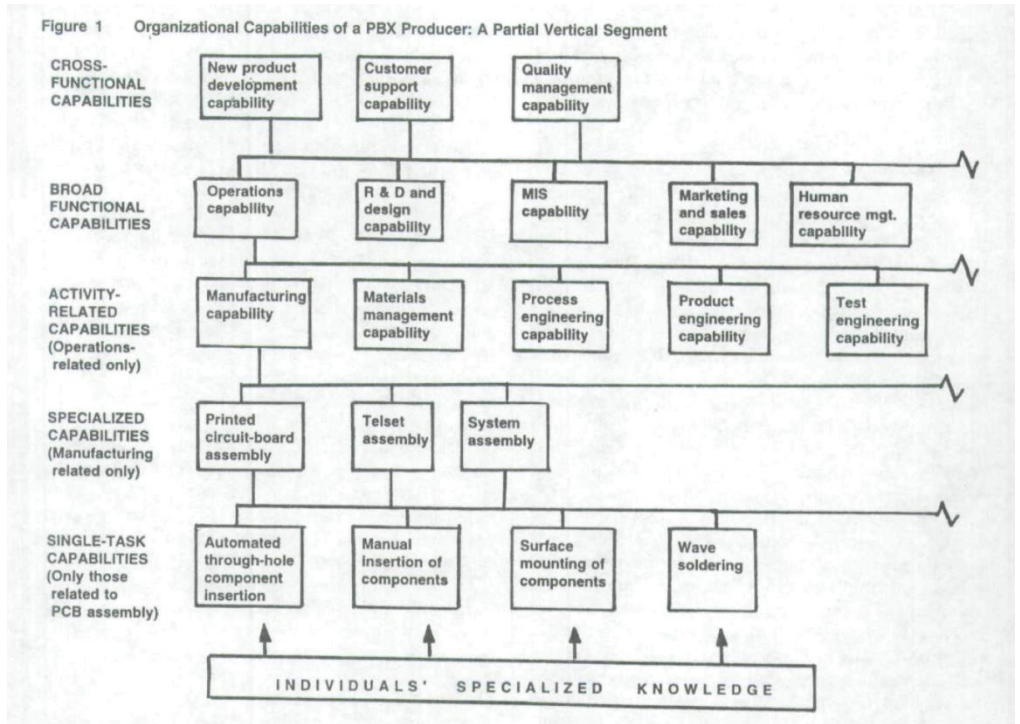 Figure 1 Organizational Capabilities of a PBX Producer: A Partial Vertical Segment
CROSS-
FUNCTIONAL
CAPABILITIES
New product
development
capability
Customer
support
capability
Quality
management
capability
BROAD
FUNCTIONAL
CAPABILITIES
Operations
capability
R & D and
design
capability
MIS
capability
Marketing
and sales
capability
Human
resource mgt.
capability
ACTIVITY-
RELATED
CAPABILITIES
(Operations-
related only)
Manufacturing
capability
Materials
management
capability
Process
engineering
capability
Product
engineering
capability
Test
engineering
capability
SPECIALIZED
CAPABILITIES
(Manufacturing
related only)
Printed
circuit-board
assembly
Telset
assembly
System
assembly
SINGLE-TASK
CAPABILITIES
(Only those
related to
PCB assembly)
Automated
through-hole
component
insertion
Manual
Insertion of
components
Surface
mounting of
components
Wave
soldering
INDIVIDUALS' SPECIALIZED KNOWLEDGE